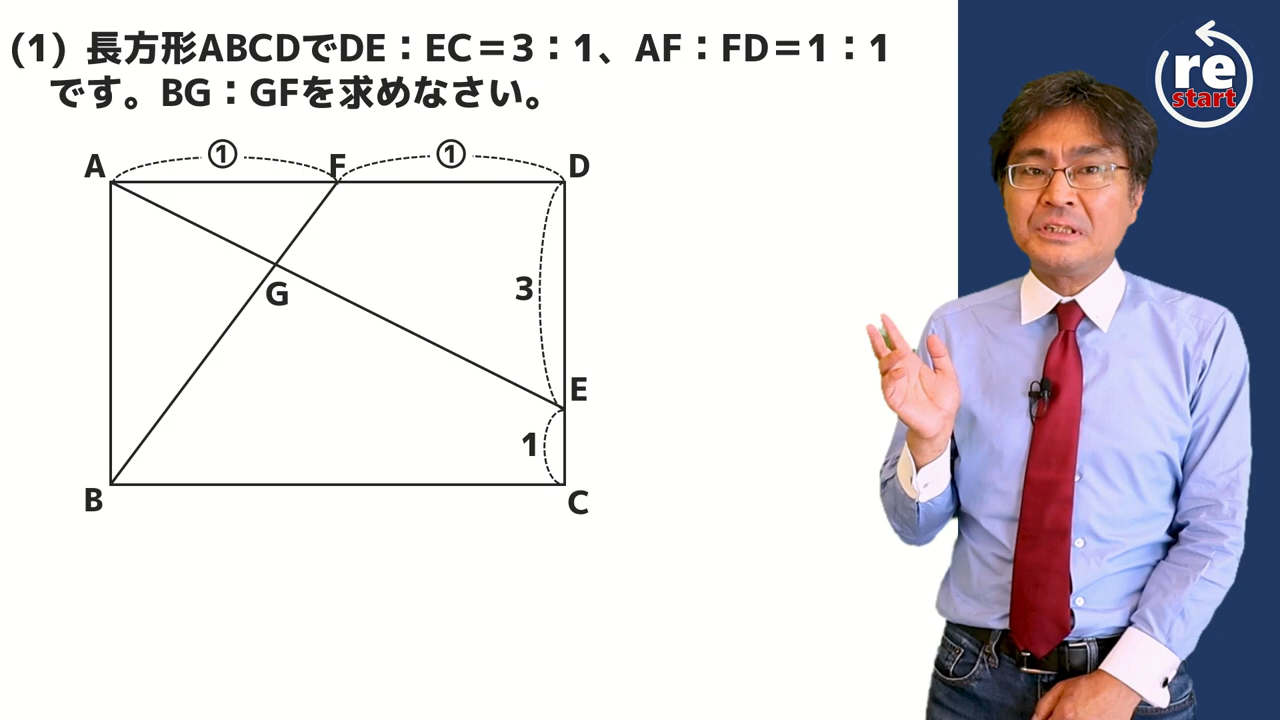 (1) 長方形ABCDでDE：EC＝3：1、AF：FD＝1：1
です。BG：GFを求めなさい。
re
start
① ①
A F D
3
G
E
1
B C